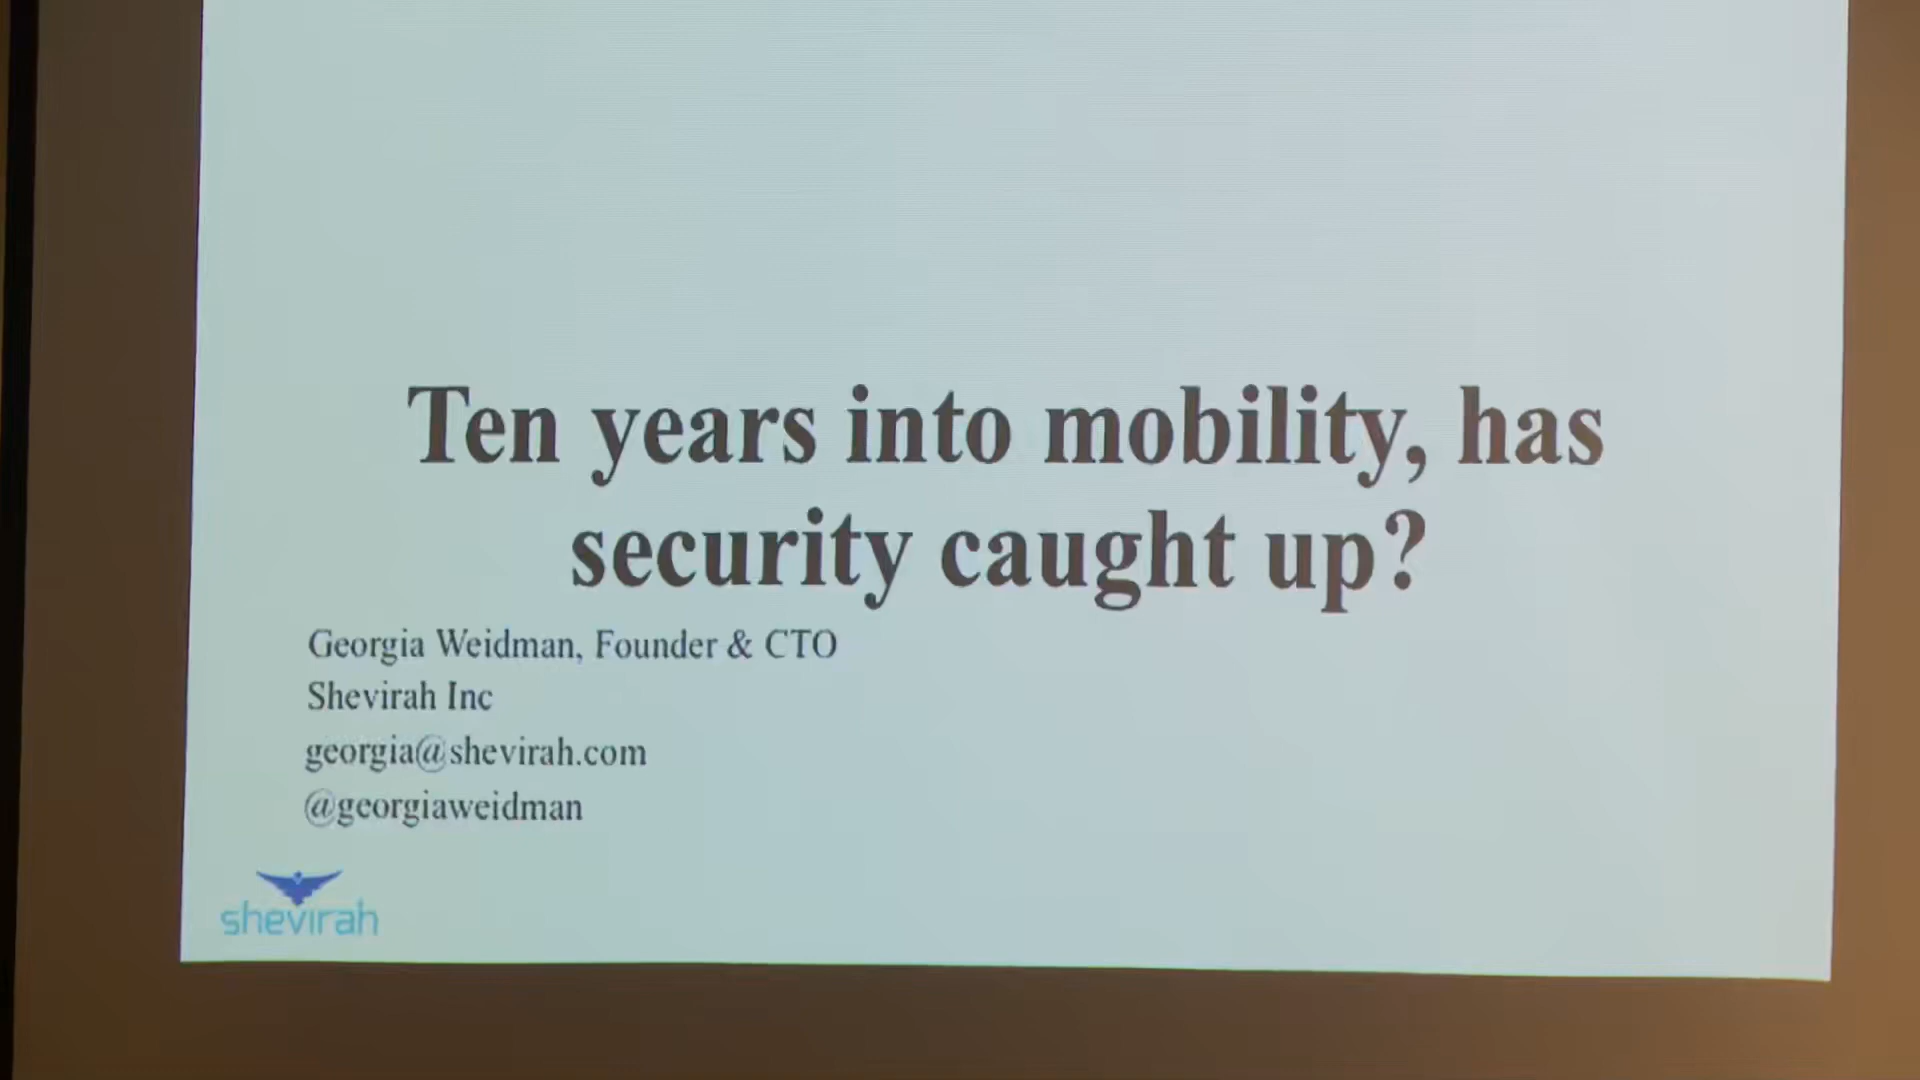 Ten years into mobility, has
security caught up?
Georgia Weidman, Founder & CTO
Shevirah Inc
georgia@shevirah.com
@georgiaweidman
shevirah